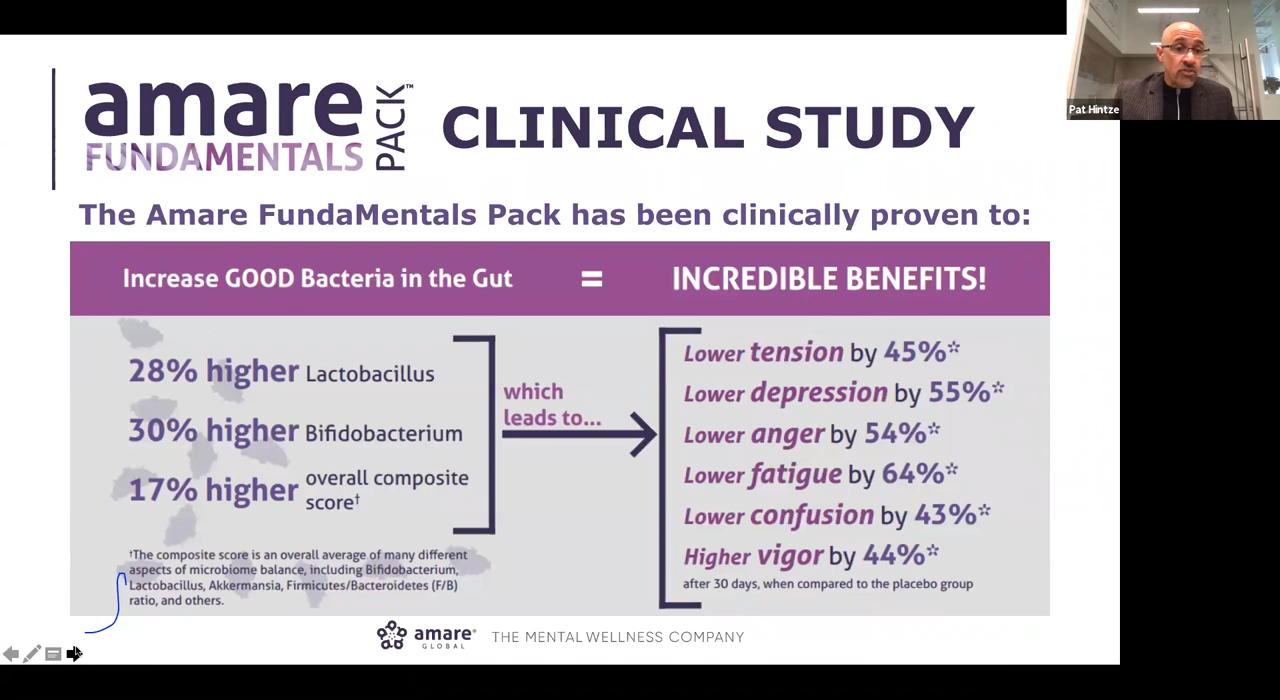 amare
FUNDAMENTALS
PACK™
CLINICAL STUDY
Pat Hintze
The Amare FundaMentals Pack has been clinically proven to:
Increase GOOD Bacteria in the Gut = INCREDIBLE BENEFITS!
28% higher Lactobacillus
30% higher Bifidobacterium
17% higher overall composite
score†
†The composite score is an overall average of many different
aspects of microbiome balance, including Bifidobacterium,
Lactobacillus, Akkermansia, Firmicutes/Bacteroidetes (F/B)
ratio, and others.
which
leads to...
Lower tension by 45%*
Lower depression by 55%*
Lower anger by 54%*
Lower fatigue by 64%*
Lower confusion by 43%*
Higher vigor by 44%*
after 30 days, when compared to the placebo group
amare®
GLOBAL
THE MENTAL WELLNESS COMPANY